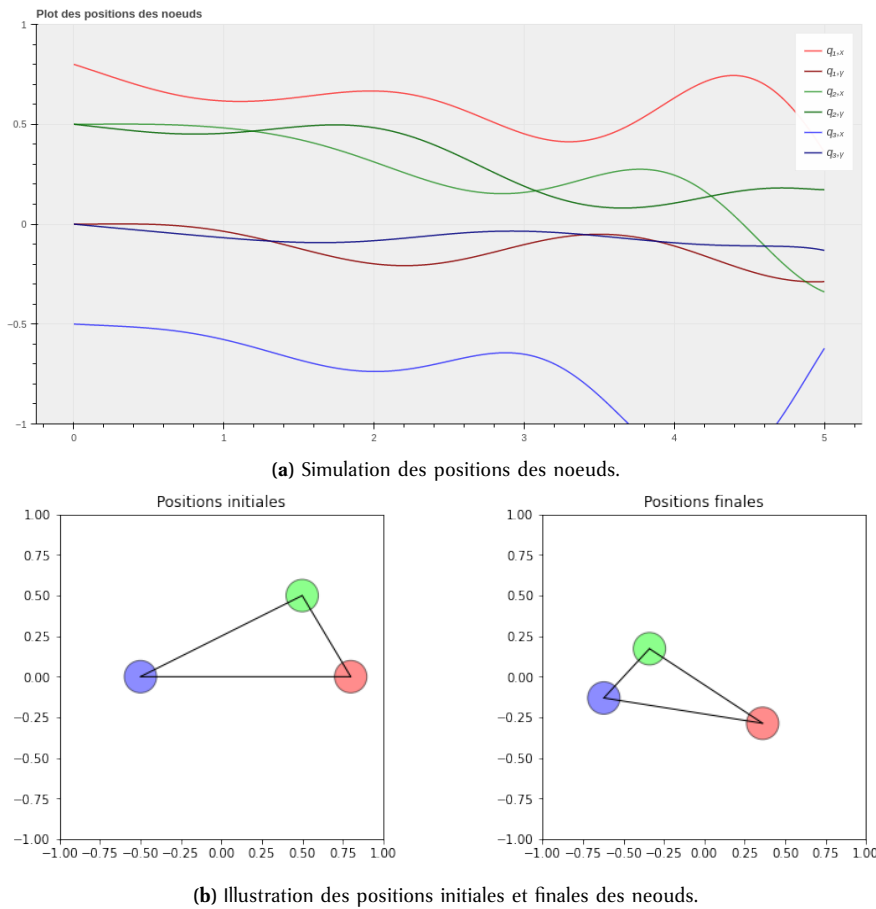 Plot des positions des noeuds
1
0.5
0
−0.5
−1
0
1
2
3
4
5
q₁,x
q₁,y
q₂,x
q₂,y
q₃,x
q₃,y
(a) Simulation des positions des noeuds.
Positions initiales
1.00
0.75
0.50
0.25
0.00
−0.25
−0.50
−0.75
−1.00
−1.00 −0.75 −0.50 −0.25 0.00 0.25 0.50 0.75 1.00
Positions finales
1.00
0.75
0.50
0.25
0.00
−0.25
−0.50
−0.75
−1.00
−1.00 −0.75 −0.50 −0.25 0.00 0.25 0.50 0.75 1.00
(b) Illustration des positions initiales et finales des neouds.